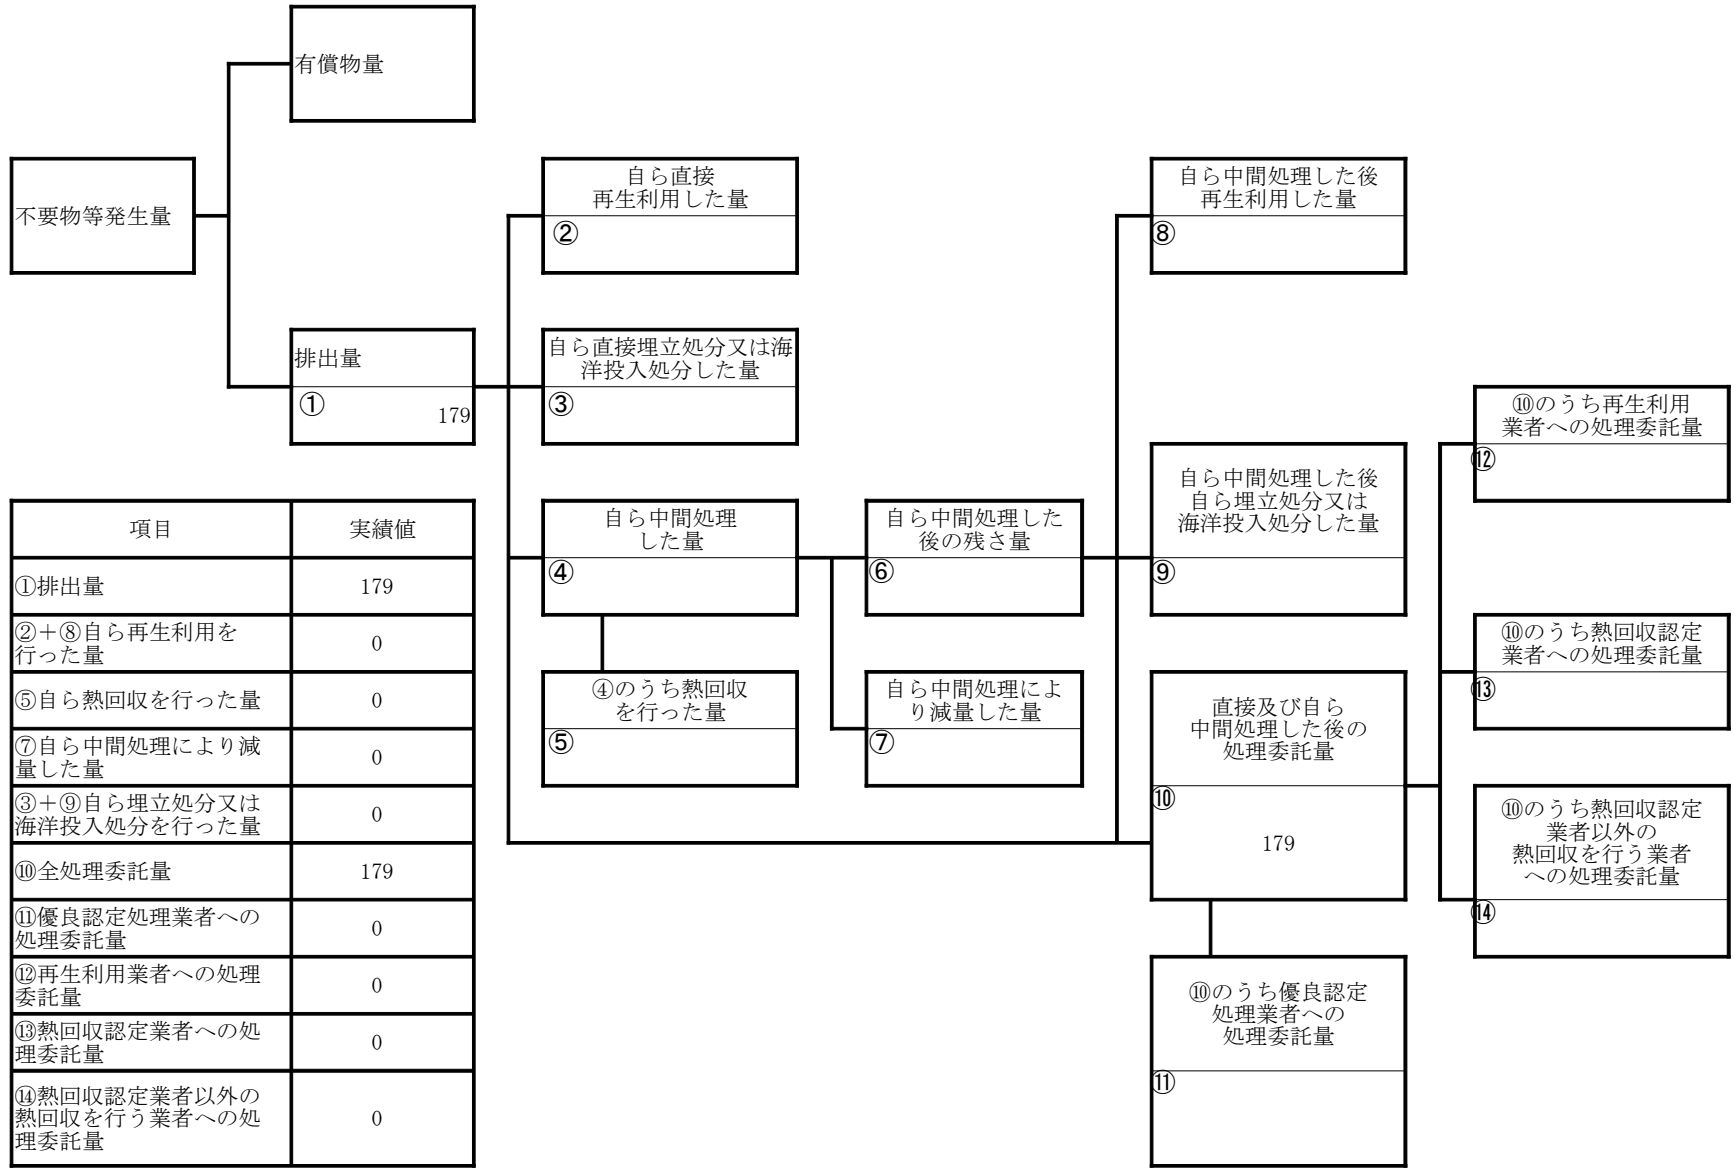 有償物量
不要物等発生量
自ら直接
再生利用した量
②
自ら中間処理した後
再生利用した量
⑧
排出量
①
179
自ら直接埋立処分又は海
洋投入処分した量
③
⑩のうち再生利用
業者への処理委託量
⑫
自ら中間処理した後
自ら埋立処分又は
海洋投入処分した量
⑨
自ら中間処理
した量
④
自ら中間処理した
後の残さ量
⑥
⑩のうち熱回収認定
業者への処理委託量
⑬
④のうち熱回収
を行った量
⑤
自ら中間処理によ
り減量した量
⑦
直接及び自ら
中間処理した後の
処理委託量
⑩
179
⑩のうち熱回収認定
業者以外の
熱回収を行う業者
への処理委託量
⑭
⑩のうち優良認定
処理業者への
処理委託量
⑪
項目 実績値
①排出量 179
②＋⑧自ら再生利用を
行った量 0
⑤自ら熱回収を行った量 0
⑦自ら中間処理により減
量した量 0
③＋⑨自ら埋立処分又は
海洋投入処分を行った量 0
⑩全処理委託量 179
⑪優良認定処理業者への
処理委託量 0
⑫再生利用業者への処理
委託量 0
⑬熱回収認定業者への処
理委託量 0
⑭熱回収認定業者以外の
熱回収を行う業者への処
理委託量 0